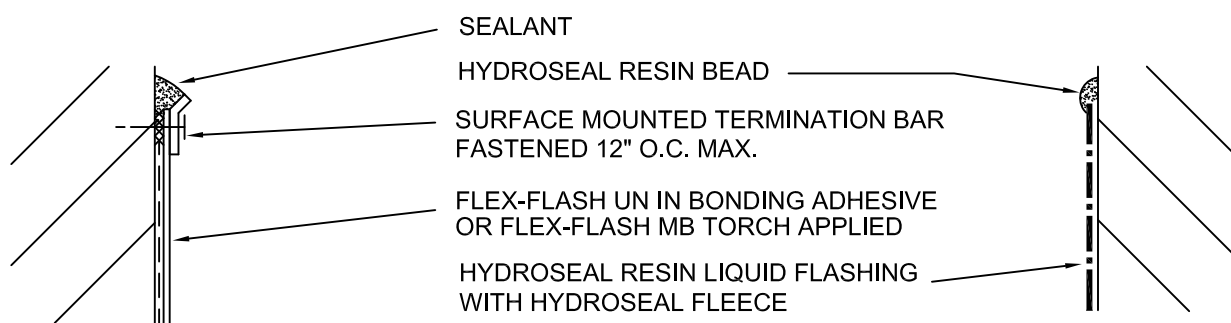 SEALANT
HYDROSEAL RESIN BEAD
SURFACE MOUNTED TERMINATION BAR
FASTENED 12" O.C. MAX.
FLEX-FLASH UN IN BONDING ADHESIVE
OR FLEX-FLASH MB TORCH APPLIED
HYDROSEAL RESIN LIQUID FLASHING
WITH HYDROSEAL FLEECE